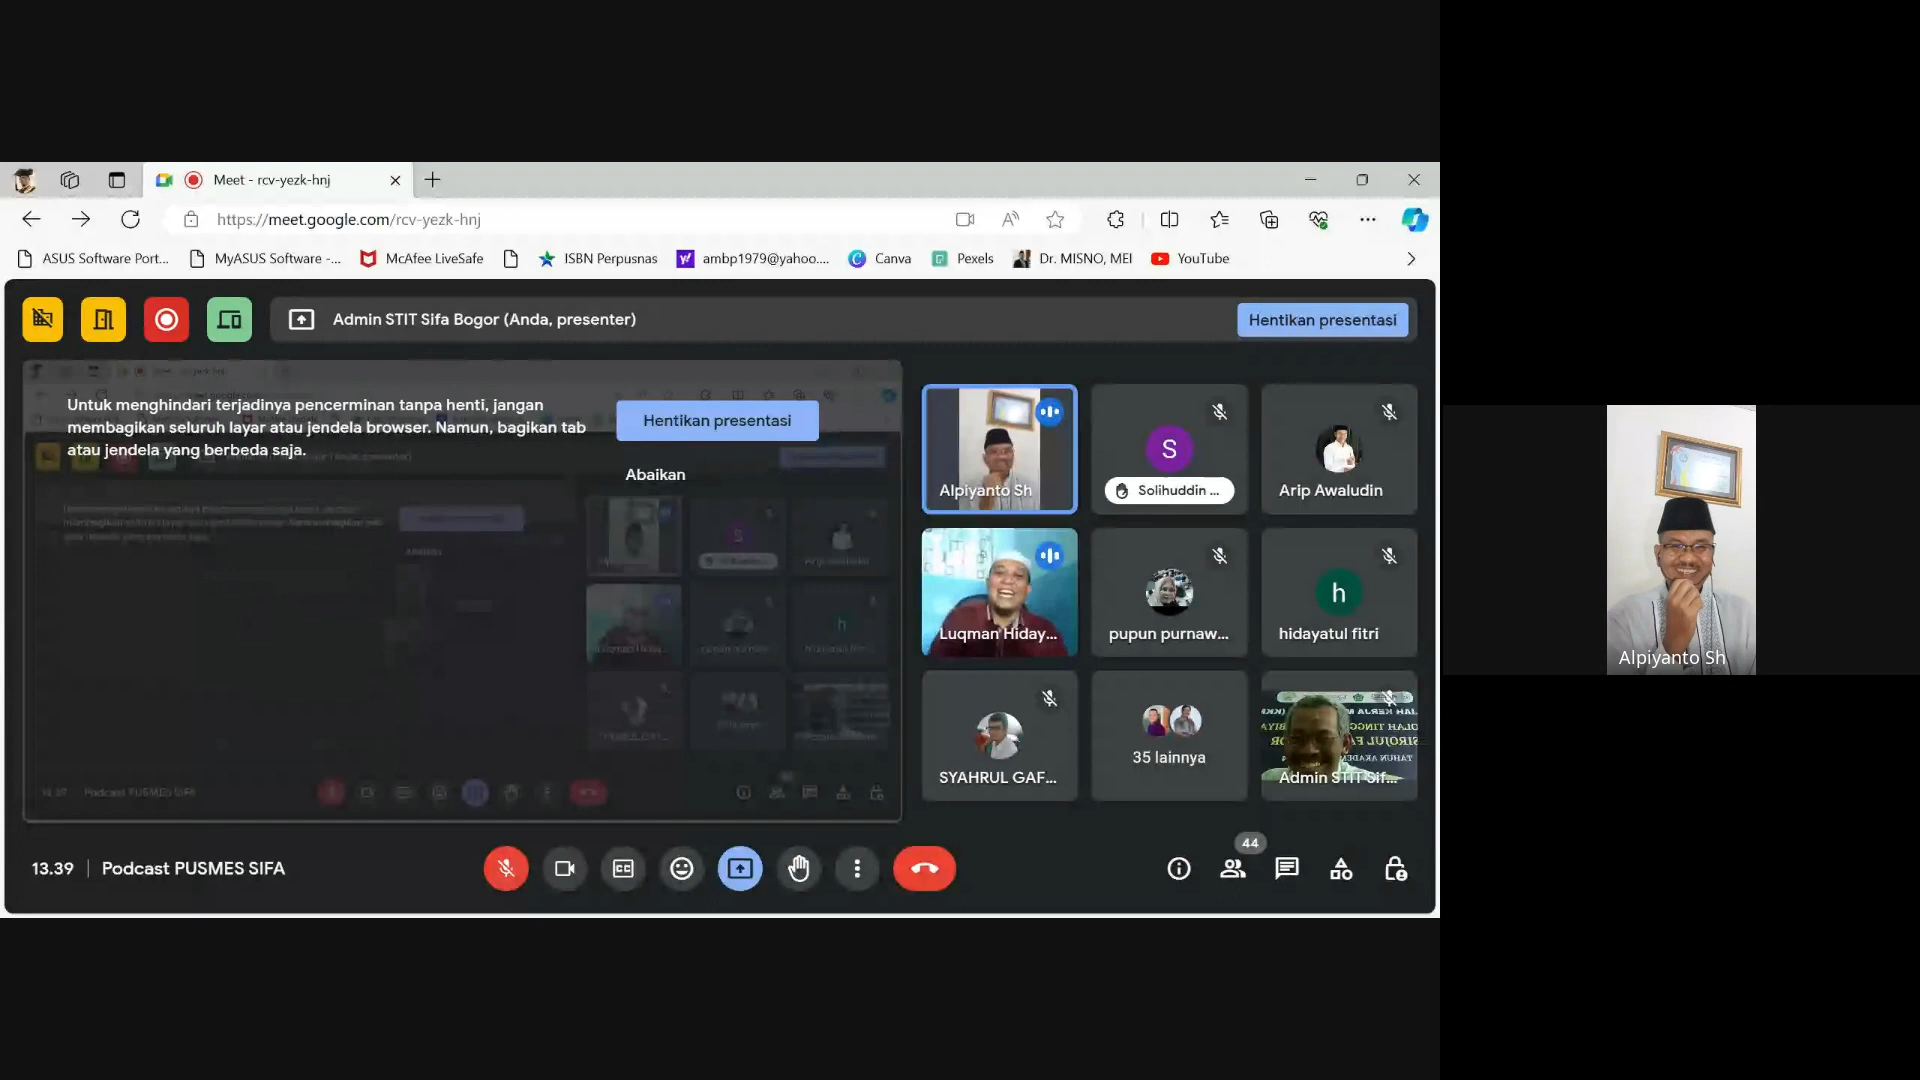 Meet - rcv-yezk-hnj
https://meet.google.com/rcv-yezk-hnj
ASUS Software Port...
MyASUS Software -...
McAfee LiveSafe
ISBN Perpusnas
ambp1979@yahoo....
Canva
Pexels
Dr. MISNO, MEI
YouTube
Admin STIT Sifa Bogor (Anda, presenter)
Hentikan presentasi
Untuk menghindari terjadinya pencerminan tanpa henti, jangan
membagikan seluruh layar atau jendela browser. Namun, bagikan tab
atau jendela yang berbeda saja.
Hentikan presentasi
Abaikan
Alpiyanto Sh
S
Solihuddin ...
Arip Awaludin
Luqman Hiday...
pupun purnaw...
h
hidayatul fitri
SYAHRUL GAF...
35 lainnya
Admin STIT Sif...
Alpiyanto Sh
13.39
Podcast PUSMES SIFA
CC
44